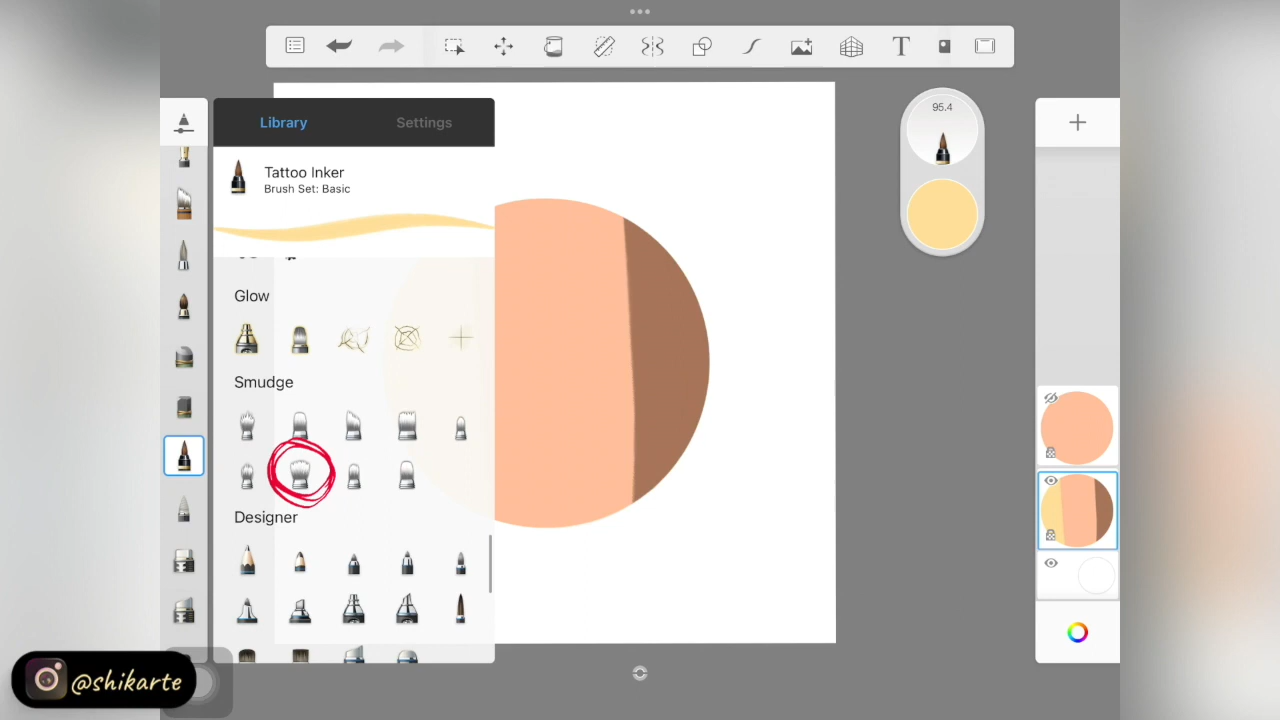 T
Library
Settings
95.4
Tattoo Inker
Brush Set: Basic
Glow
Smudge
Designer
@shikarte